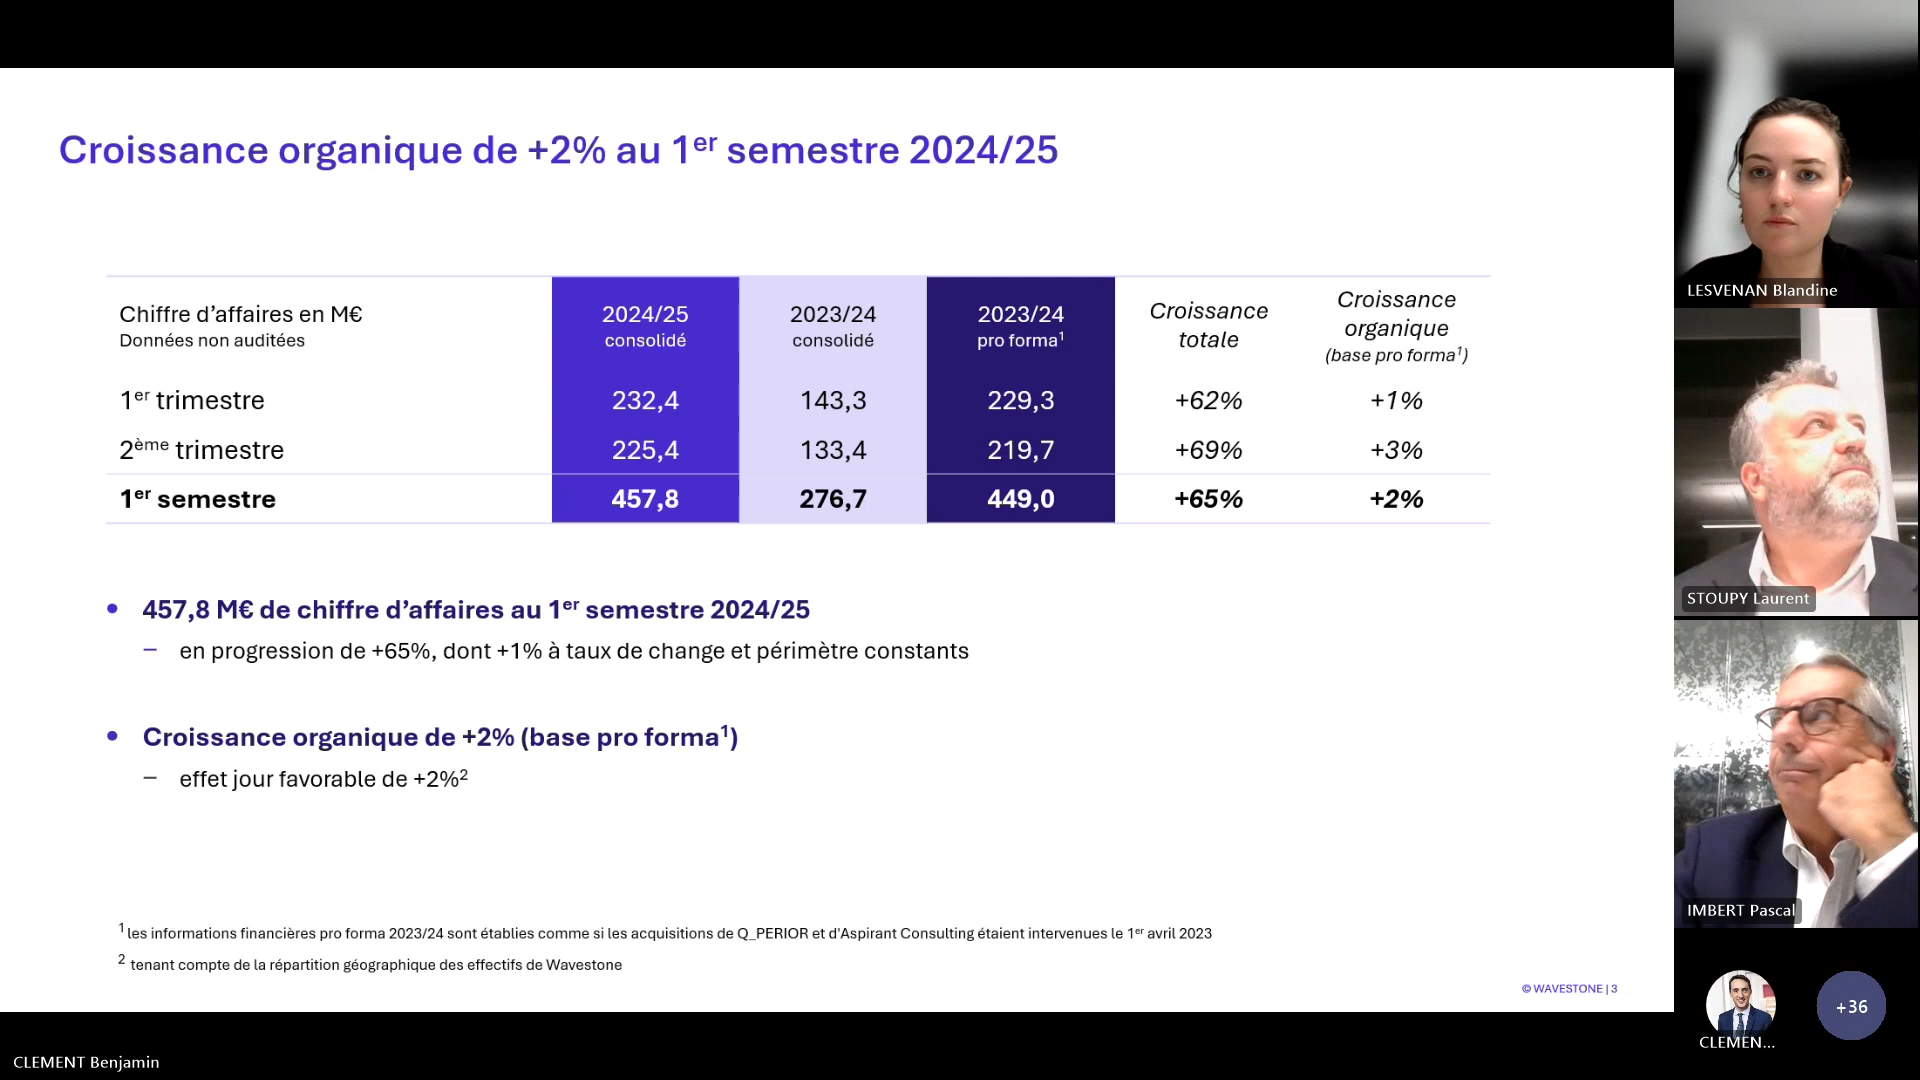 Croissance organique de +2% au 1er semestre 2024/25
Chiffre d’affaires en M€
Données non auditées
2024/25
consolidé
2023/24
consolidé
2023/24
pro forma1
Croissance
totale
Croissance
organique
(base pro forma1)
1er trimestre 232,4 143,3 229,3 +62% +1%
2ème trimestre 225,4 133,4 219,7 +69% +3%
1er semestre 457,8 276,7 449,0 +65% +2%
• 457,8 M€ de chiffre d’affaires au 1er semestre 2024/25
– en progression de +65%, dont +1% à taux de change et périmètre constants
• Croissance organique de +2% (base pro forma1)
– effet jour favorable de +2%2
1 les informations financières pro forma 2023/24 sont établies comme si les acquisitions de Q_PERIOR et d'Aspirant Consulting étaient intervenues le 1er avril 2023
2 tenant compte de la répartition géographique des effectifs de Wavestone
© WAVESTONE | 3
LESVENAN Blandine
STOUPY Laurent
IMBERT Pascal
CLEMEN...
+36
CLEMENT Benjamin